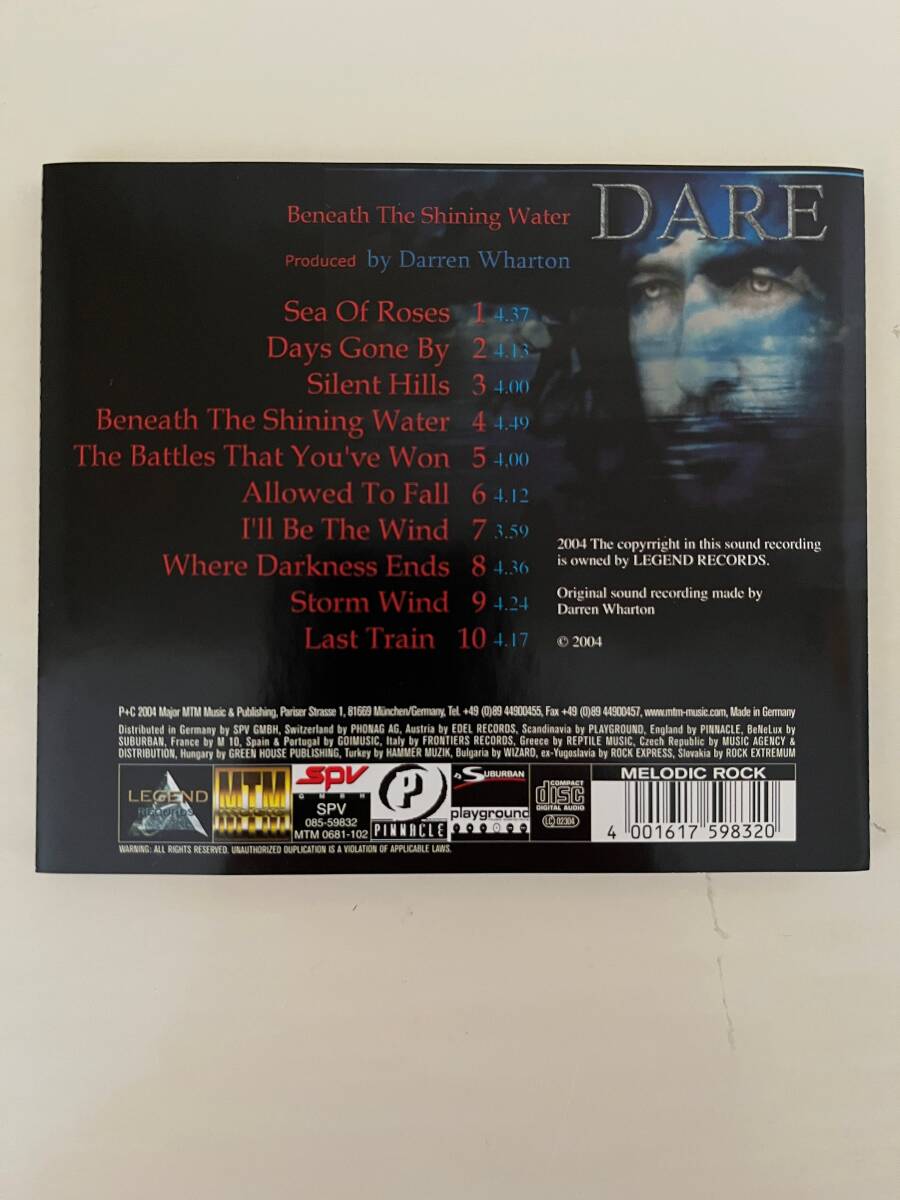 DARE
Beneath The Shining Water
Produced by Darren Wharton
Sea Of Roses 1 4.37
Days Gone By 2 4.13
Silent Hills 3 4.00
Beneath The Shining Water 4 4.49
The Battles That You've Won 5 4,00
Allowed To Fall 6 4.12
I'll Be The Wind 7 3.59
Where Darkness Ends 8 4.36
Storm Wind 9 4.24
Last Train 10 4.17
2004 The copyrright in this sound recording
is owned by LEGEND RECORDS.
Original sound recording made by
Darren Wharton
© 2004
P+C 2004 Major MTM Music & Publishing, Pariser Strasse 1, 81669 München/Germany, Tel. +49 (0)89 44900455, Fax +49 (0)89 44900457, www.mtm-music.com, Made in Germany
Distributed in Germany by SPV GMBH, Switzerland by PHONAG AG, Austria by EDEL RECORDS, Scandinavia by PLAYGROUND, England by PINNACLE, BeNeLux by
SUBURBAN, France by M 10, Spain & Portugal by GOIMUSIC, Italy by FRONTIERS RECORDS, Greece by REPTILE MUSIC, Czech Republic by MUSIC AGENCY &
DISTRIBUTION, Hungary by GREEN HOUSE PUBLISHING, Turkey by HAMMER MUZIK, Bulgaria by WIZARD, ex-Yugoslavia by ROCK EXPRESS, Slovakia by ROCK EXTREMUM
LEGEND
RECORDS
MTM
SPV
GMBH
SPV
085-59832
MTM 0681-102
P
PINNACLE
SUBURBAN
playground
COMPACT
disc
DIGITAL AUDIO
LC 02304
MELODIC ROCK
4 001617 598320
WARNING: ALL RIGHTS RESERVED. UNAUTHORIZED DUPLICATION IS A VIOLATION OF APPLICABLE LAWS.